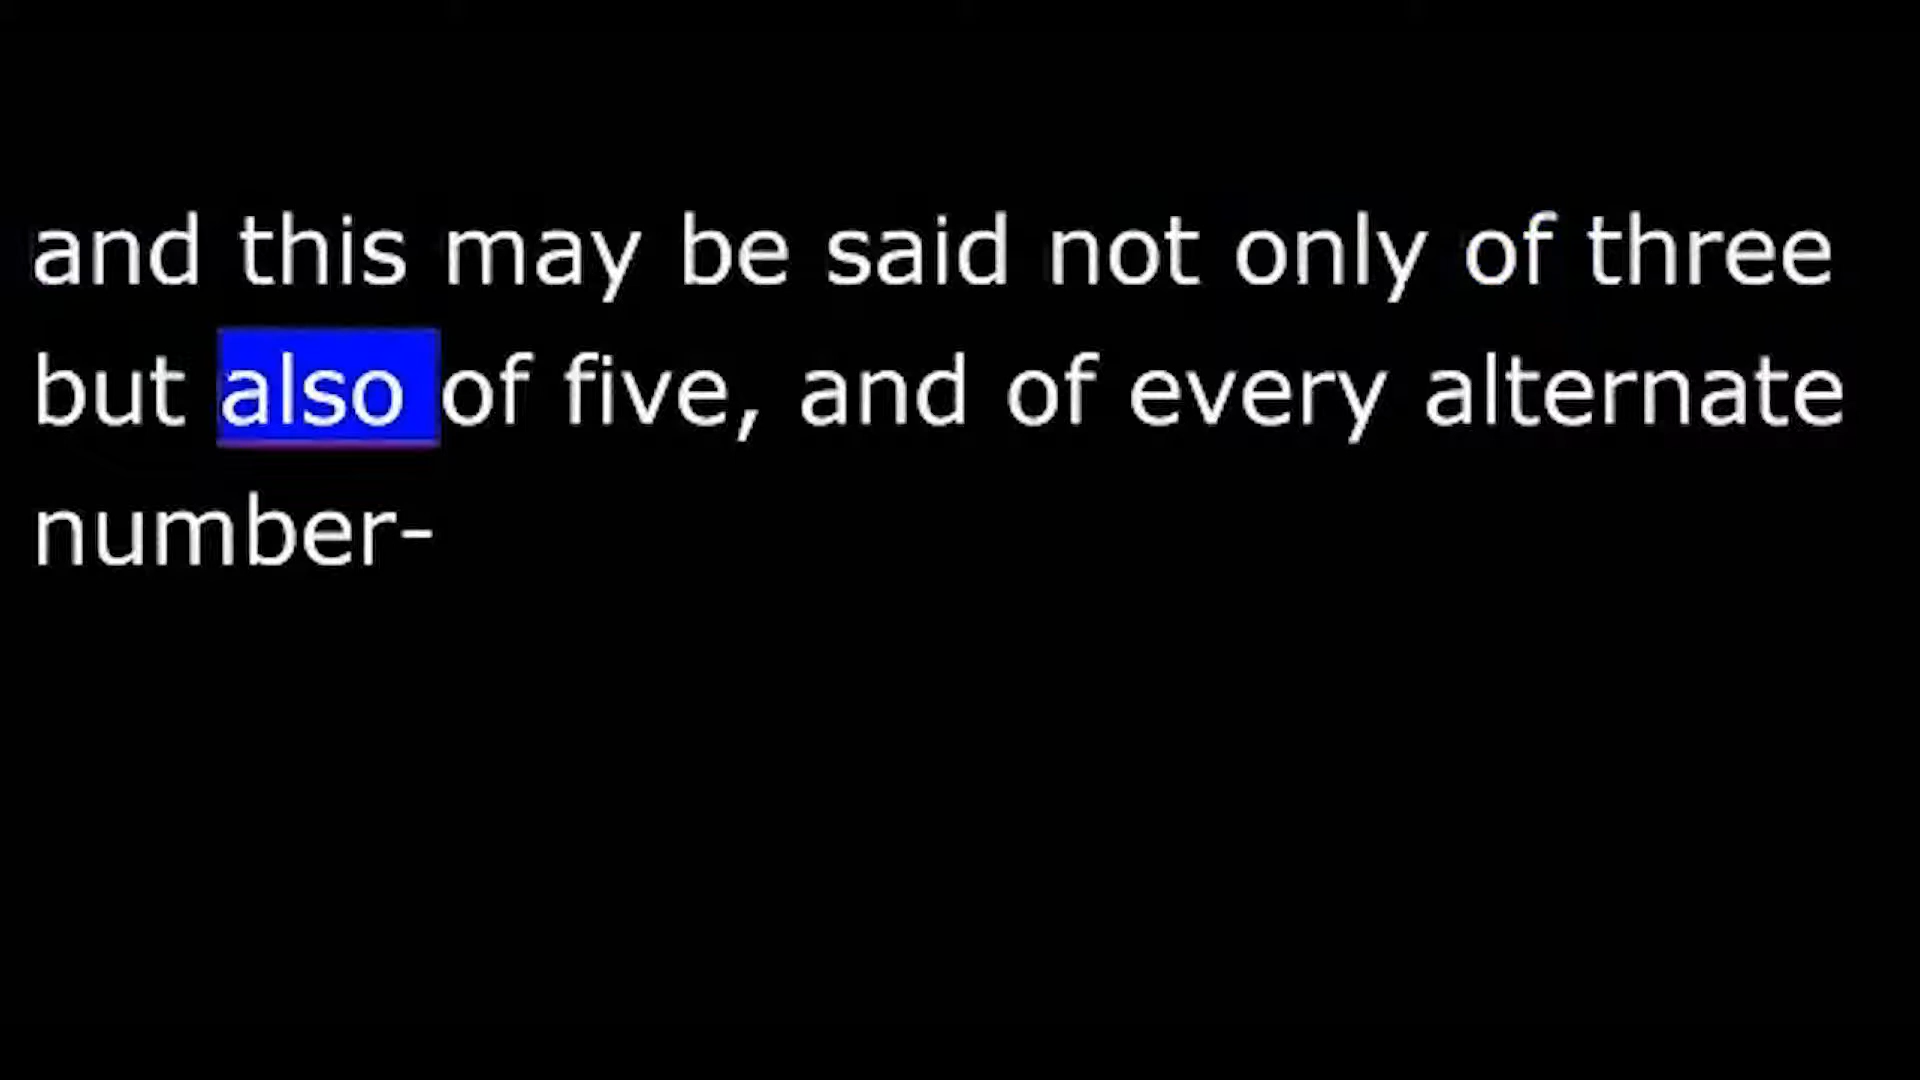 and this may be said not only of three
but also of five, and of every alternate
number-